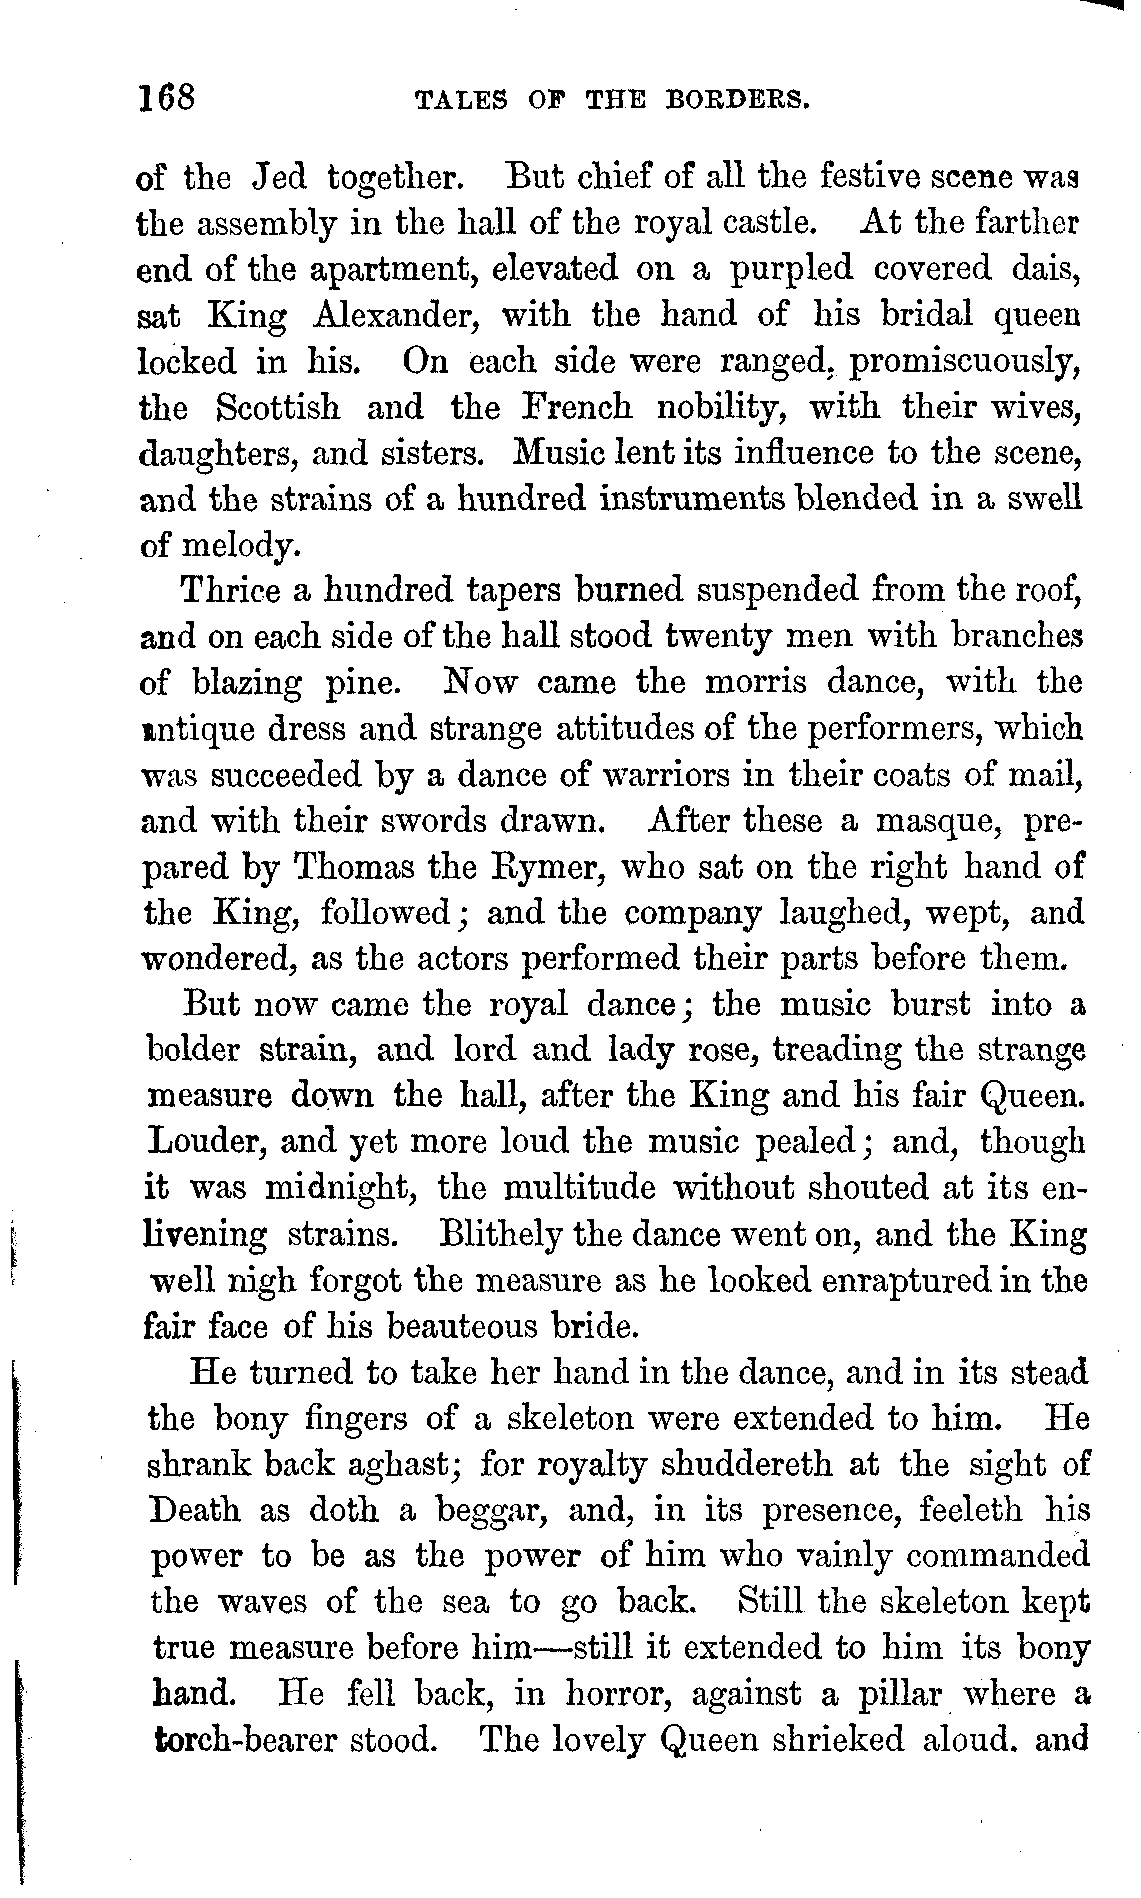 168 TALES OF THE BORDERS.
of the Jed together. But chief of all the festive scene was
the assembly in the hall of the royal castle. At the farther
end of the apartment, elevated on a purpled covered dais,
sat King Alexander, with the hand of his bridal queen
locked in his. On each side were ranged, promiscuously,
the Scottish and the French nobility, with their wives,
daughters, and sisters. Music lent its influence to the scene,
and the strains of a hundred instruments blended in a swell
of melody.
Thrice a hundred tapers burned suspended from the roof,
and on each side of the hall stood twenty men with branches
of blazing pine. Now came the morris dance, with the
antique dress and strange attitudes of the performers, which
was succeeded by a dance of warriors in their coats of mail,
and with their swords drawn. After these a masque, pre-
pared by Thomas the Rymer, who sat on the right hand of
the King, followed; and the company laughed, wept, and
wondered, as the actors performed their parts before them.
But now came the royal dance; the music burst into a
bolder strain, and lord and lady rose, treading the strange
measure down the hall, after the King and his fair Queen.
Louder, and yet more loud the music pealed; and, though
it was midnight, the multitude without shouted at its en-
livening strains. Blithely the dance went on, and the King
well nigh forgot the measure as he looked enraptured in the
fair face of his beauteous bride.
He turned to take her hand in the dance, and in its stead
the bony fingers of a skeleton were extended to him. He
shrank back aghast; for royalty shuddereth at the sight of
Death as doth a beggar, and, in its presence, feeleth his
power to be as the power of him who vainly commanded
the waves of the sea to go back. Still the skeleton kept
true measure before him—still it extended to him its bony
hand. He fell back, in horror, against a pillar where a
torch-bearer stood. The lovely Queen shrieked aloud. and